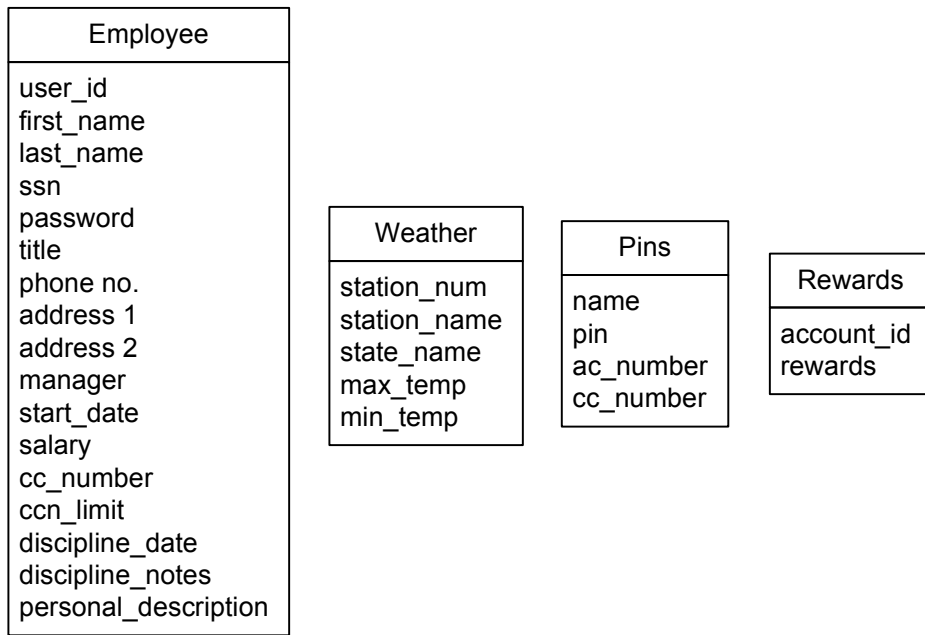 Employee
user_id
first_name
last_name
ssn
password
title
phone no.
address 1
address 2
manager
start_date
salary
cc_number
ccn_limit
discipline_date
discipline_notes
personal_description
Weather
station_num
station_name
state_name
max_temp
min_temp
Pins
name
pin
ac_number
cc_number
Rewards
account_id
rewards